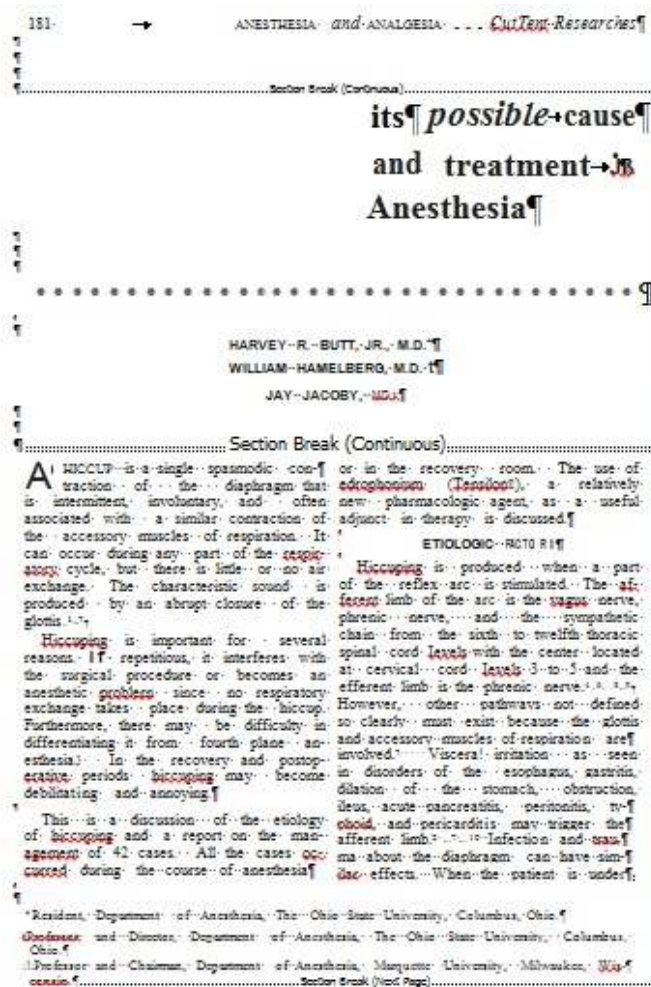 181 ANESTHESIA and ANALGESIA . . . CutTent Researches
Section Break (Continuous)
its possible cause
and treatment
Anesthesia
HARVEY R. BUTT, JR., M.D.*
WILLIAM HAMELBERG, M.D. t
JAY JACOBY,
Section Break (Continuous)
A HICCUP is a single spasmodic con-
traction of the diaphragm that
is intermittent, involuntary, and often
associated with a similar contraction of
the accessory muscles of respiration. It
can occur during any part of the respir-
atory cycle, but there is little or no air
exchange. The characteristic sound is
produced by an abrupt closure of the
glottis.
Hiccuping is important for several
reasons. If repetitious, it interferes with
the surgical procedure or becomes an
anesthetic problem since no respiratory
exchange takes place during the hiccup.
Furthermore, there may be difficulty in
differentiating it from fourth plane an-
esthesia. In the recovery and postop-
erative periods hiccuping may become
debilitating and annoying.
This is a discussion of the etiology
of hiccuping and a report on the man-
agement of 42 cases. All the cases oc-
curred during the course of anesthesia
or in the recovery room. The use of
edrophonium (Tensilon), a relatively
new pharmacologic agent, as a useful
adjunct in therapy is discussed.
ETIOLOGIC FACTO R I
Hiccuping is produced when a part
of the reflex arc is stimulated. The af-
ferent limb of the arc is the vagus nerve,
phrenic nerve, and the sympathetic
chain from the sixth to twelfth thoracic
spinal cord levels with the center located
at cervical cord levels 3 to 5 and the
efferent limb is the phrenic nerve.
However, other pathways not defined
so clearly must exist because the glottis
and accessory muscles of respiration are
involved. Viscera! irritation as seen
in disorders of the esophagus, gastritis,
dilation of the stomach, obstruction,
ileus, acute pancreatitis, peritonitis, ty-
phoid, and pericarditis may trigger the
afferent limb. Infection and trau-
ma about the diaphragm can have sim-
ilar effects. When the patient is under
*Resident, Department of Anesthesia, The Ohio State University, Columbus, Ohio.
Professor and Director, Department of Anesthesia, The Ohio State University, Columbus,
Ohio.
Professor and Chairman, Department of Anesthesia, Marquette University, Milwaukee, Wis-
consin.
Section Break (Next Page)